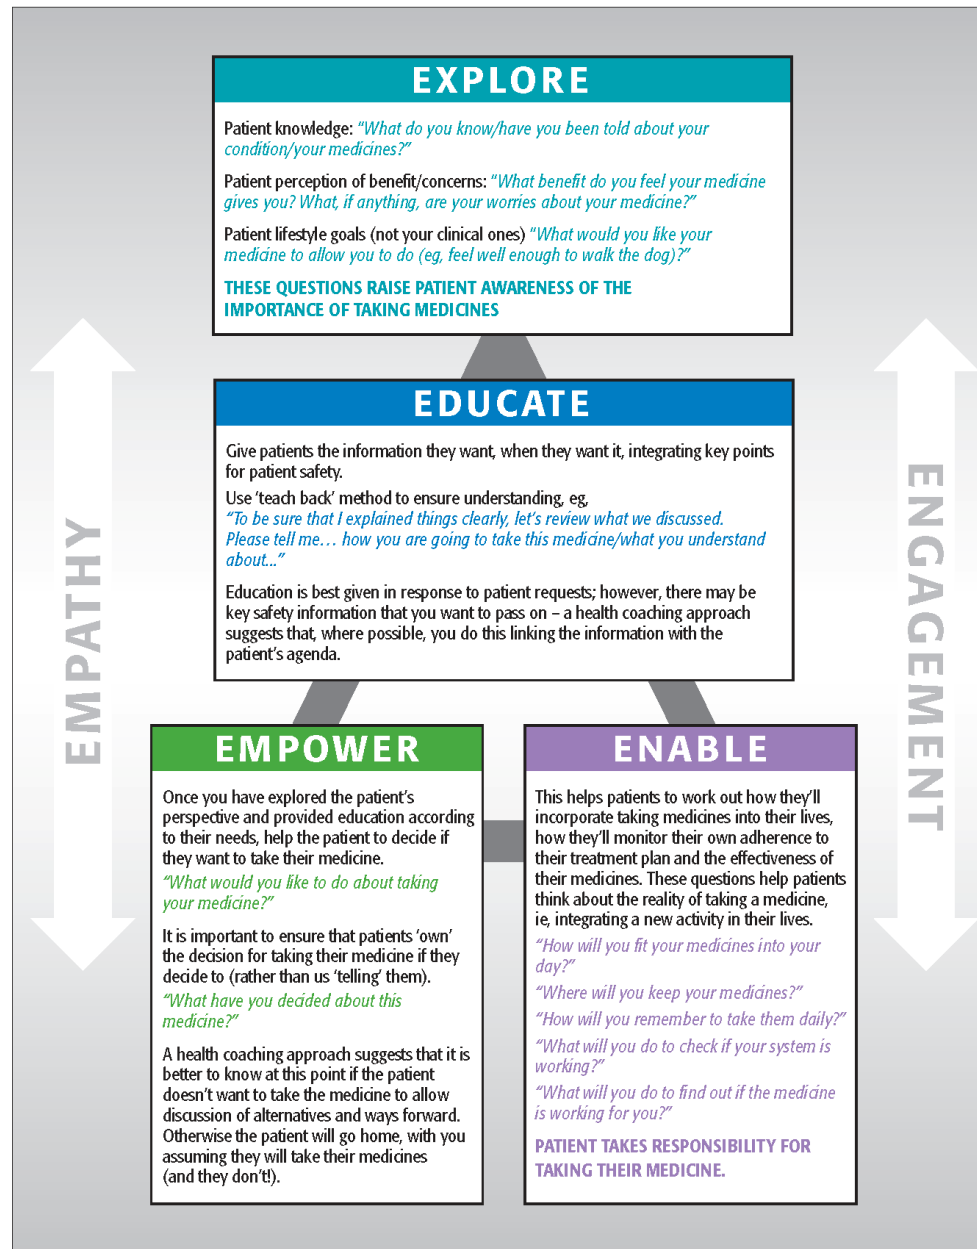 EXPLORE
Patient knowledge: “What do you know/have you been told about your
condition/your medicines?”
Patient perception of benefit/concerns: “What benefit do you feel your medicine
gives you? What, if anything, are your worries about your medicine?”
Patient lifestyle goals (not your clinical ones) “What would you like your
medicine to allow you to do (eg, feel well enough to walk the dog)?”
THESE QUESTIONS RAISE PATIENT AWARENESS OF THE
IMPORTANCE OF TAKING MEDICINES
EDUCATE
Give patients the information they want, when they want it, integrating key points
for patient safety.
Use ‘teach back’ method to ensure understanding, eg,
“To be sure that I explained things clearly, let’s review what we discussed.
Please tell me… how you are going to take this medicine/what you understand
about...”
Education is best given in response to patient requests; however, there may be
key safety information that you want to pass on – a health coaching approach
suggests that, where possible, you do this linking the information with the
patient’s agenda.
EMPATHY
ENGAGEMENT
EMPOWER
Once you have explored the patient’s
perspective and provided education according
to their needs, help the patient to decide if
they want to take their medicine.
“What would you like to do about taking
your medicine?”
It is important to ensure that patients ‘own’
the decision for taking their medicine if they
decide to (rather than us ‘telling’ them).
“What have you decided about this
medicine?”
A health coaching approach suggests that it is
better to know at this point if the patient
doesn’t want to take the medicine to allow
discussion of alternatives and ways forward.
Otherwise the patient will go home, with you
assuming they will take their medicines
(and they don’t!).
ENABLE
This helps patients to work out how they’ll
incorporate taking medicines into their lives,
how they’ll monitor their own adherence to
their treatment plan and the effectiveness of
their medicines. These questions help patients
think about the reality of taking a medicine,
ie, integrating a new activity in their lives.
“How will you fit your medicines into your
day?”
“Where will you keep your medicines?”
“How will you remember to take them daily?”
“What will you do to check if your system is
working?”
“What will you do to find out if the medicine
is working for you?”
PATIENT TAKES RESPONSIBILITY FOR
TAKING THEIR MEDICINE.